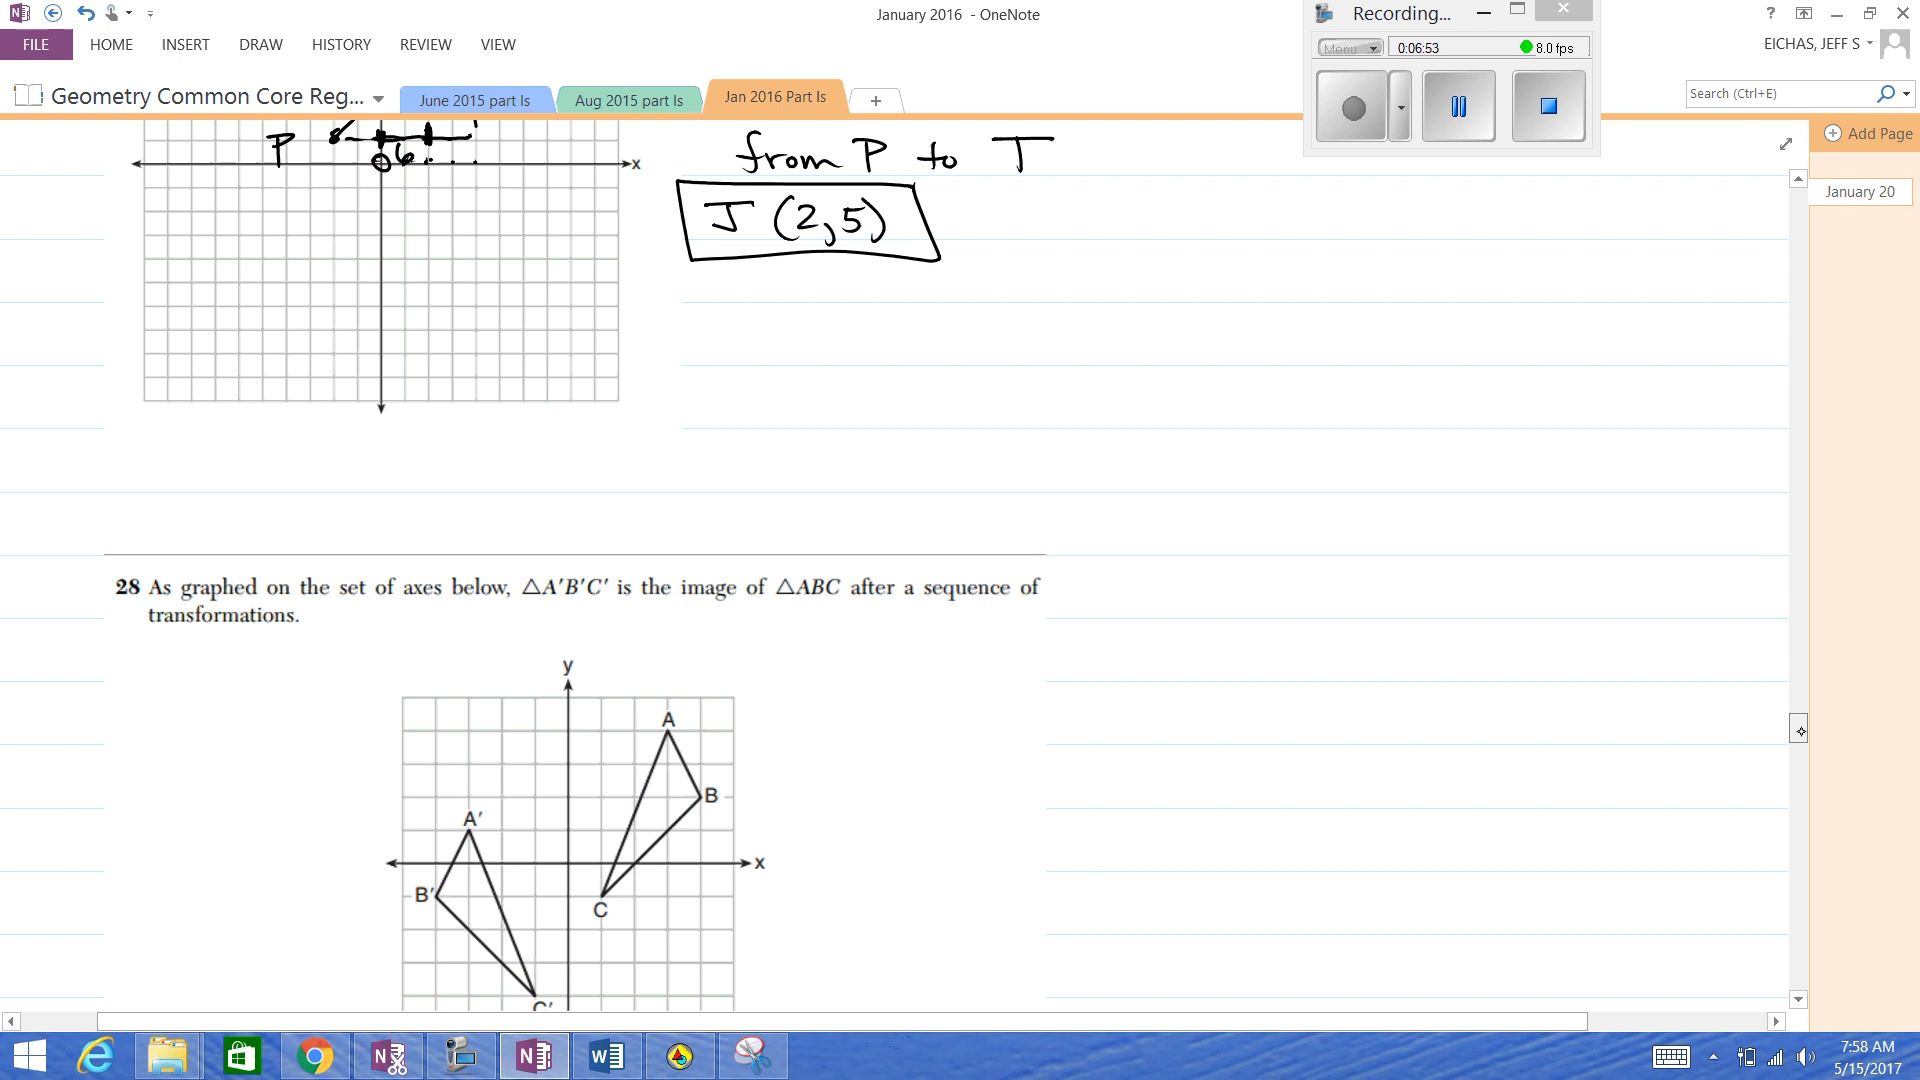 January 2016 - OneNote
Recording...
FILE HOME INSERT DRAW HISTORY REVIEW VIEW
Menu
0:06:53
8.0 fps
EICHAS, JEFF S
Geometry Common Core Reg...
June 2015 part Is
Aug 2015 part Is
Jan 2016 Part Is
Search (Ctrl+E)
Add Page
January 20
P
6
x
from P to T
J (2,5)
28 As graphed on the set of axes below, △A′B′C′ is the image of △ABC after a sequence of
transformations.
y
A
B
A′
x
B′
C
C′
7:58 AM
5/15/2017